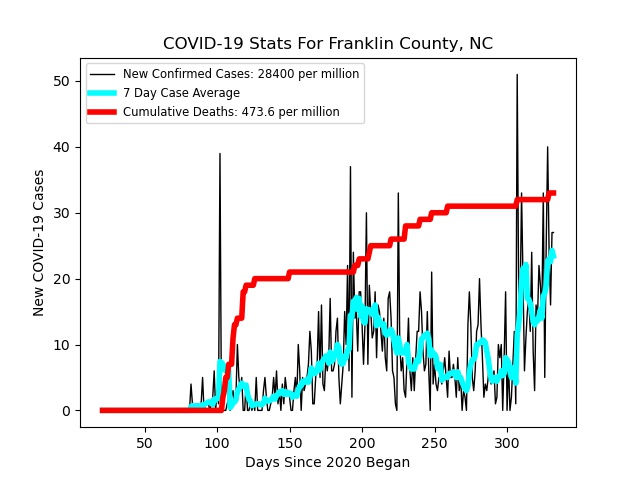 COVID-19 Stats For Franklin County, NC
New Confirmed Cases: 28400 per million
7 Day Case Average
Cumulative Deaths: 473.6 per million
New COVID-19 Cases
50
40
30
20
10
0
50
100
150
200
250
300
Days Since 2020 Began